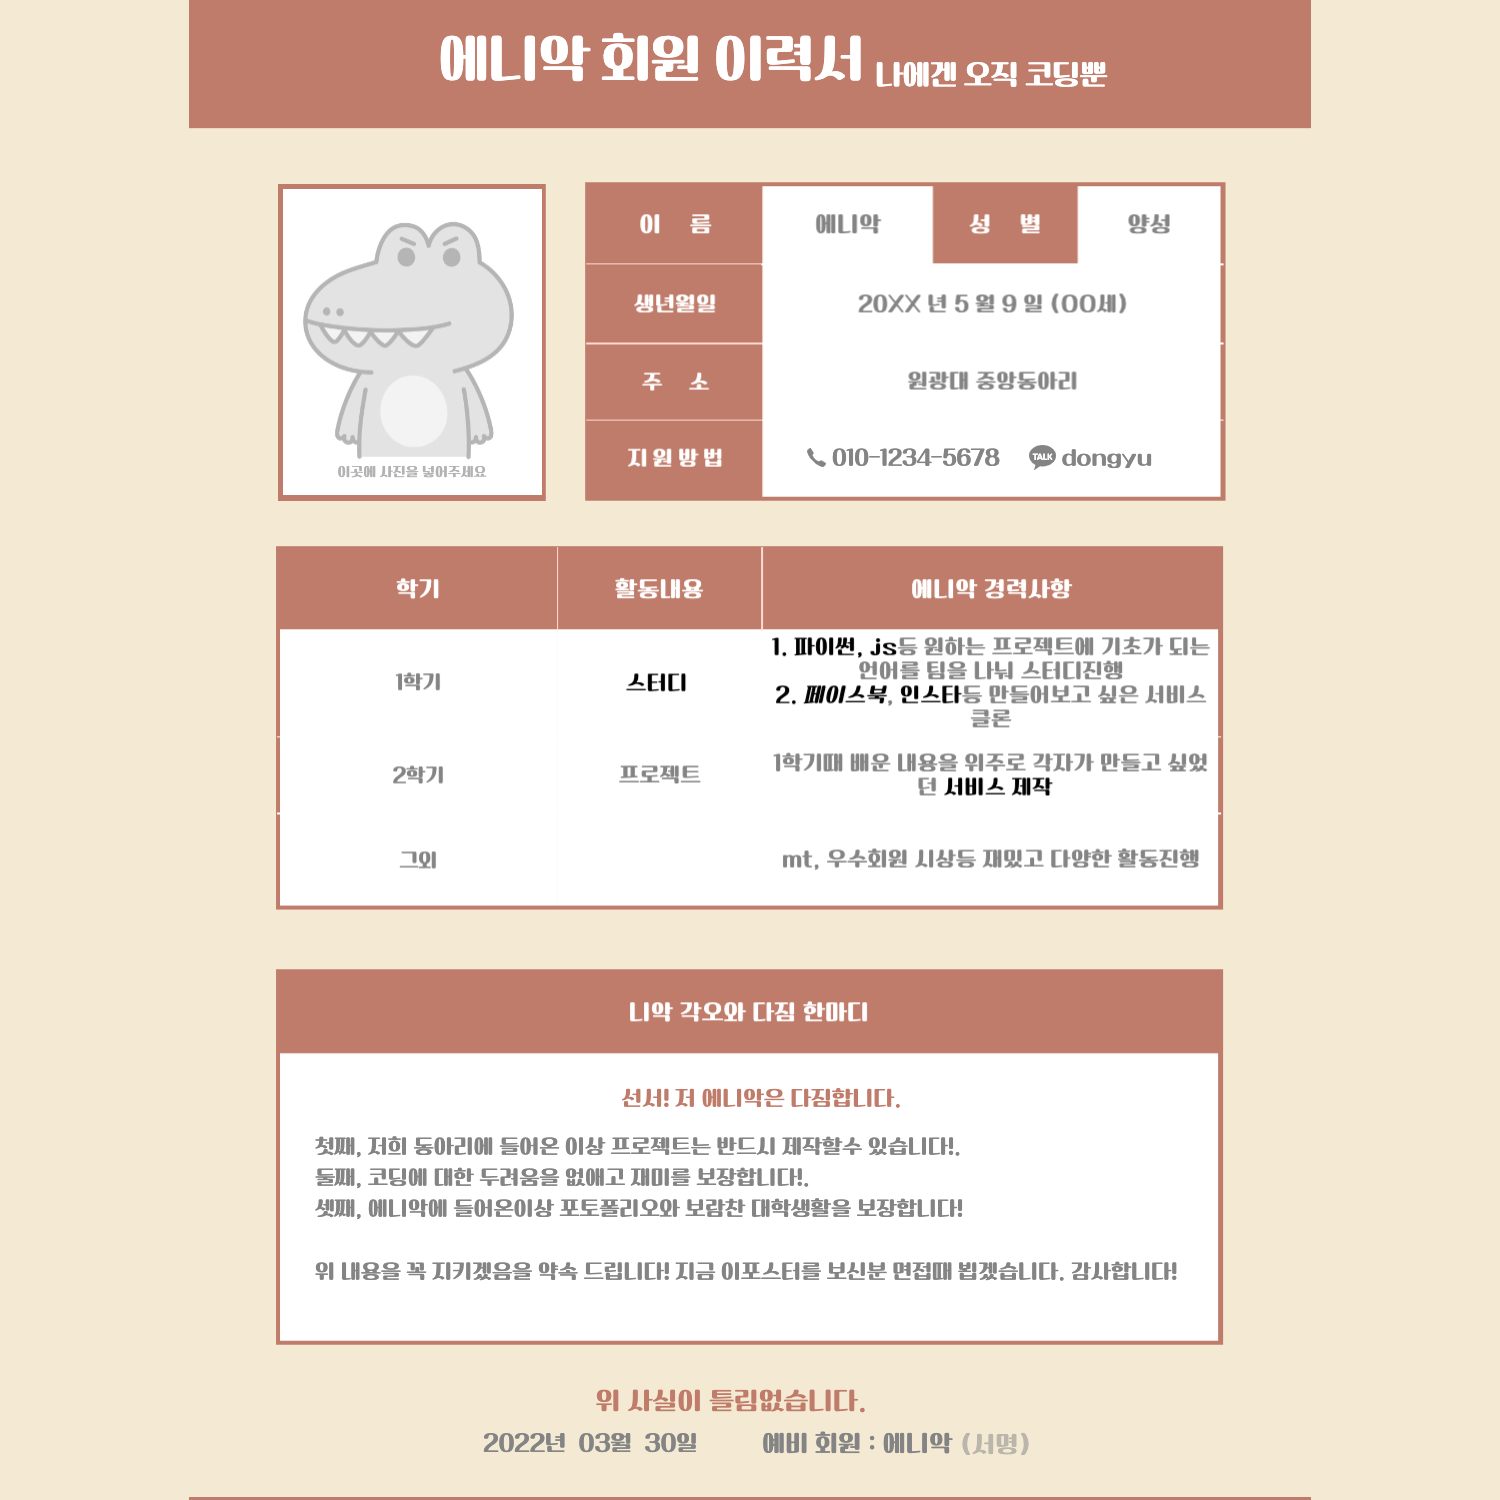 에니악 회원 이력서 나에겐 오직 코딩뿐
이곳에 사진을 넣어주세요
이 름 에니악 성 별 양성
생년월일 20XX 년 5 월 9 일 (OO세)
주 소 원광대 중앙동아리
지 원 방 법 010-1234-5678 TALK dongyu
학기 활동내용 에니악 경력사항
1학기 스터디
1. 파이썬, js등 원하는 프로젝트에 기초가 되는
언어를 팀을 나눠 스터디진행
2. 페이스북, 인스타등 만들어보고 싶은 서비스
클론
2학기 프로젝트
1학기때 배운 내용을 위주로 각자가 만들고 싶었
던 서비스 제작
그외 mt, 우수회원 시상등 재밌고 다양한 활동진행
니악 각오와 다짐 한마디
선서! 저 에니악은 다짐합니다.
첫째, 저희 동아리에 들어온 이상 프로젝트는 반드시 제작할수 있습니다!.
둘째, 코딩에 대한 두려움을 없애고 재미를 보장합니다!.
셋째, 에니악에 들어온이상 포토폴리오와 보람찬 대학생활을 보장합니다!
위 내용을 꼭 지키겠음을 약속 드립니다! 지금 이포스터를 보신분 면접때 뵙겠습니다. 감사합니다!
위 사실이 틀림없습니다.
2022년 03월 30일 예비 회원 : 에니악 (서명)